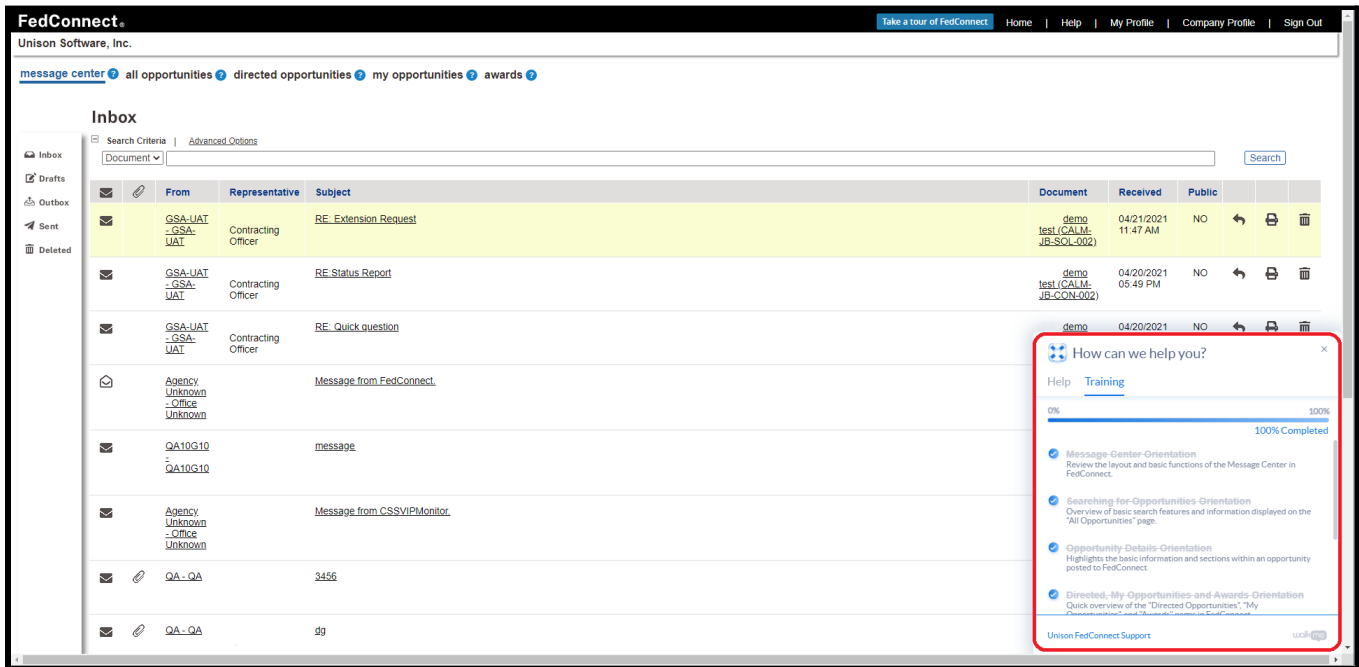 FedConnect®
Take a tour of FedConnect Home | Help | My Profile | Company Profile | Sign Out
Unison Software, Inc.
message center ? all opportunities ? directed opportunities ? my opportunities ? awards ?
Inbox
Search Criteria | Advanced Options
Document Search
Inbox
Drafts
Outbox
Sent
Deleted
From Representative Subject Document Received Public
GSA-UAT
- GSA-
UAT
Contracting
Officer
RE: Extension Request
demo
test (CALM-
JB-SOL-002)
04/21/2021
11:47 AM
NO
GSA-UAT
- GSA-
UAT
Contracting
Officer
RE:Status Report
demo
test (CALM-
JB-CON-002)
04/20/2021
05:49 PM
NO
GSA-UAT
- GSA-
UAT
Contracting
Officer
RE: Quick question
demo
04/20/2021
NO
Agency
Unknown
- Office
Unknown
Message from FedConnect.
QA10G10
-
QA10G10
message
Agency
Unknown
- Office
Unknown
Message from CSSVIPMonitor.
QA - QA
3456
QA - QA
dg
How can we help you? ×
Help Training
0% 100%
100% Completed
Message Center Orientation
Review the layout and basic functions of the Message Center in
FedConnect.
Searching for Opportunities Orientation
Overview of basic search features and information displayed on the
"All Opportunities" page.
Opportunity Details Orientation
Highlights the basic information and sections within an opportunity
posted to FedConnect
Directed, My Opportunities and Awards Orientation
Quick overview of the "Directed Opportunities", "My
Opportunities" and "Awards" pages in FedConnect
Unison FedConnect Support walkme